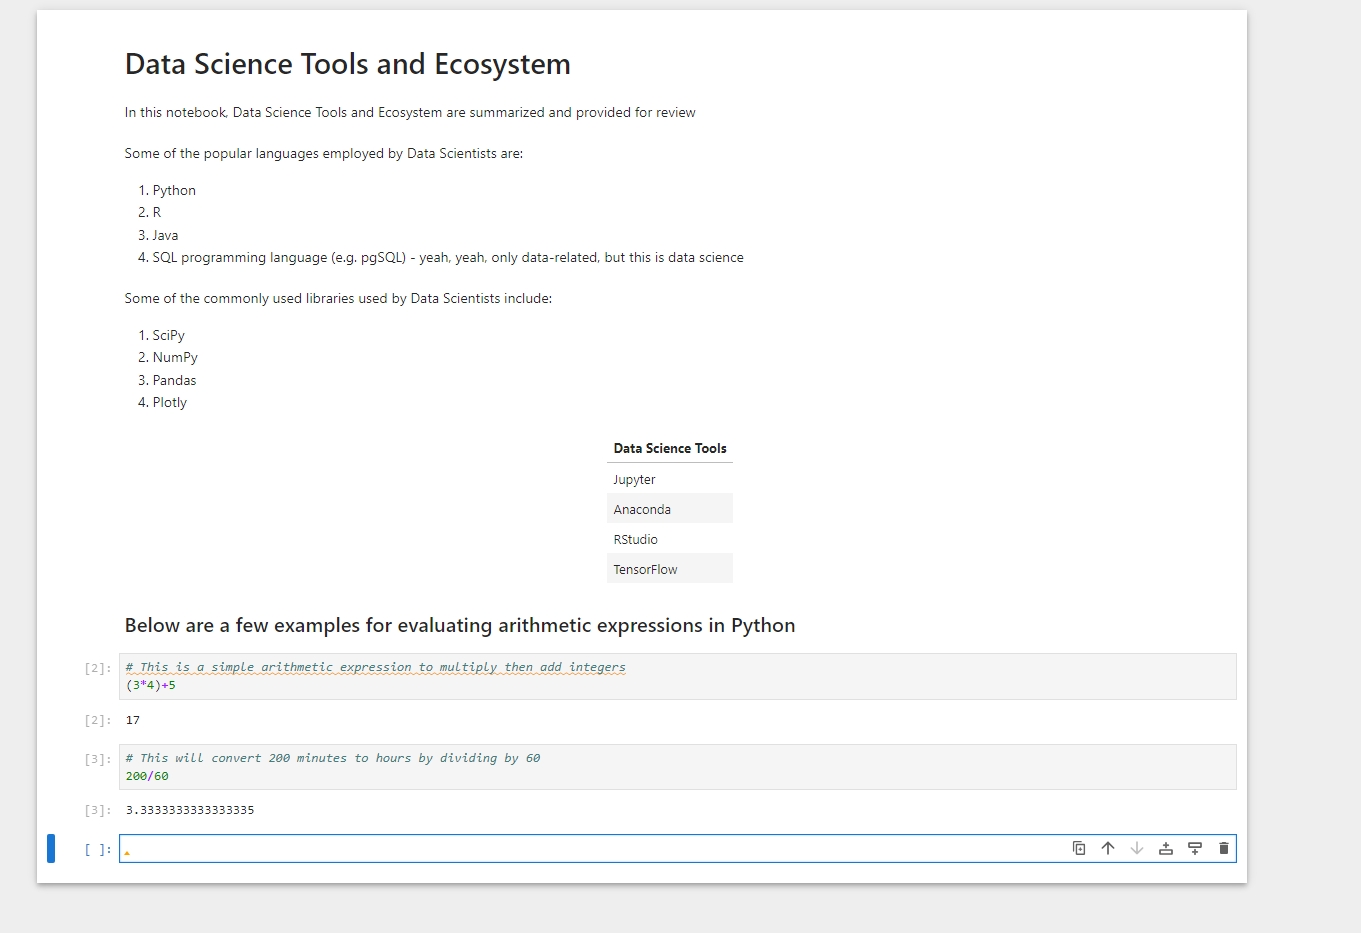 Data Science Tools and Ecosystem
In this notebook, Data Science Tools and Ecosystem are summarized and provided for review
Some of the popular languages employed by Data Scientists are:
1. Python
2. R
3. Java
4. SQL programming language (e.g. pgSQL) - yeah, yeah, only data-related, but this is data science
Some of the commonly used libraries used by Data Scientists include:
1. SciPy
2. NumPy
3. Pandas
4. Plotly
Data Science Tools
Jupyter
Anaconda
RStudio
TensorFlow
Below are a few examples for evaluating arithmetic expressions in Python
[2]: # This is a simple arithmetic expression to multiply then add integers
(3*4)+5
[2]: 17
[3]: # This will convert 200 minutes to hours by dividing by 60
200/60
[3]: 3.3333333333333335
[ ]: